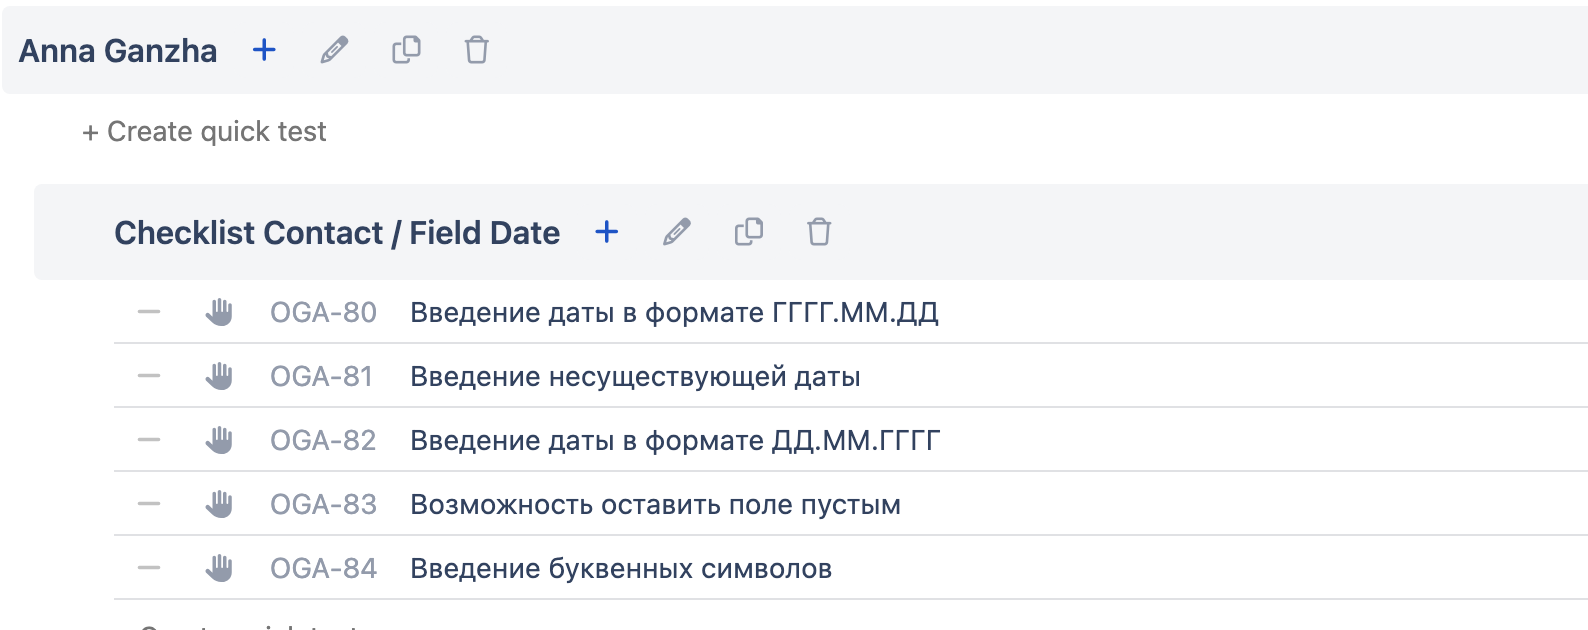 Anna Ganzha
+ Create quick test
Checklist Contact / Field Date
OGA-80 Введение даты в формате ГГГГ.ММ.ДД
OGA-81 Введение несуществующей даты
OGA-82 Введение даты в формате ДД.ММ.ГГГГ
OGA-83 Возможность оставить поле пустым
OGA-84 Введение буквенных символов